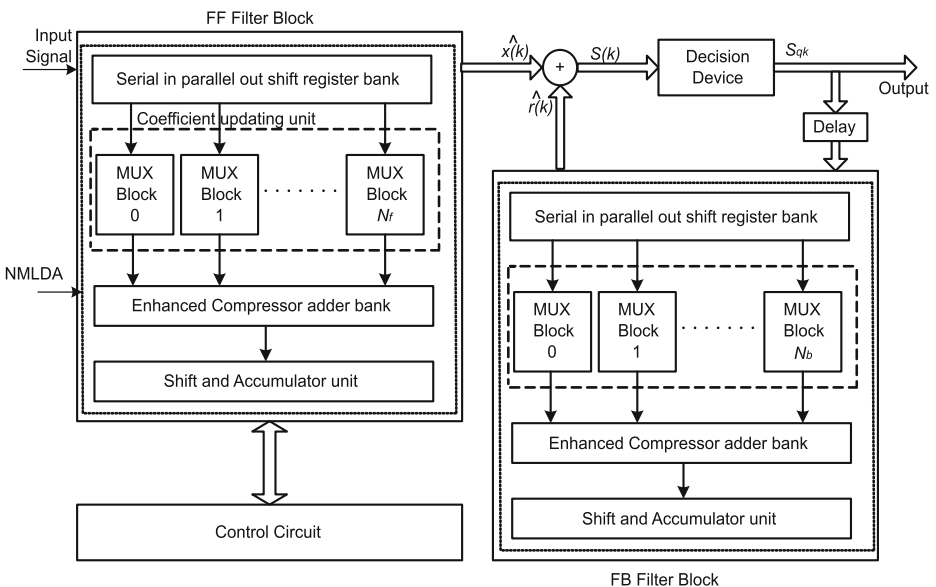 FF Filter Block
Input
Signal
Serial in parallel out shift register bank
Coefficient updating unit
MUX
Block
0
MUX
Block
1
. . . . . . .
MUX
Block
Nf
NMLDA
Enhanced Compressor adder bank
Shift and Accumulator unit
Control Circuit
x̂(k)
+
r̂(k)
S(k)
Decision
Device
Sqk
Output
Delay
Serial in parallel out shift register bank
MUX
Block
0
MUX
Block
1
. . . . . . .
MUX
Block
Nb
Enhanced Compressor adder bank
Shift and Accumulator unit
FB Filter Block